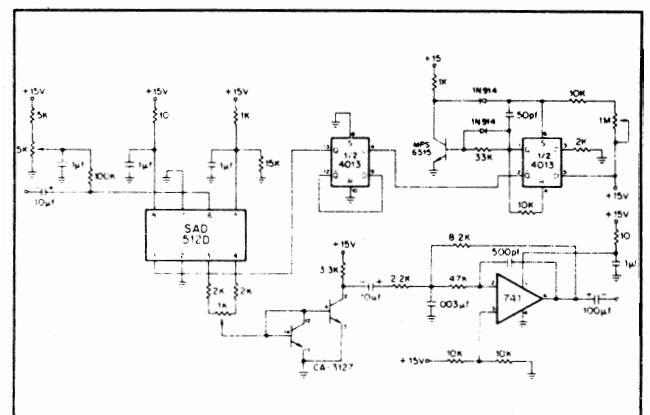 +15
+15V
+15V
+15V
1K
1N914
10K
5K
10
1K
50pf
1M
1N914
S
S
5K
1µf
1µf
1µf
15K
1/2
4013
MPS
6515
33K
1/2
4013
2K
100K
10K
10µf
+15V
SAD
512D
+15V
8.2K
10
3.3K
500pf
1µf
2K
2K
2.2K
47K
1K
10µf
.003µf
741
100µf
CA-3127
+15V
10K
10K